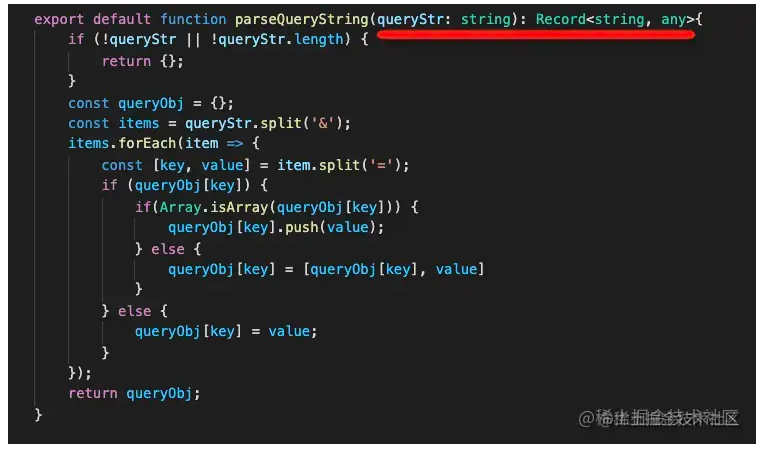 export default function parseQueryString(queryStr: string): Record<string, any>{
    if (!queryStr || !queryStr.length) {
        return {};
    }
    const queryObj = {};
    const items = queryStr.split('&');
    items.forEach(item => {
        const [key, value] = item.split('=');
        if (queryObj[key]) {
            if(Array.isArray(queryObj[key])) {
                queryObj[key].push(value);
            } else {
                queryObj[key] = [queryObj[key], value]
            }
        } else {
            queryObj[key] = value;
        }
    });
    return queryObj;
}
@稀土掘金技术社区